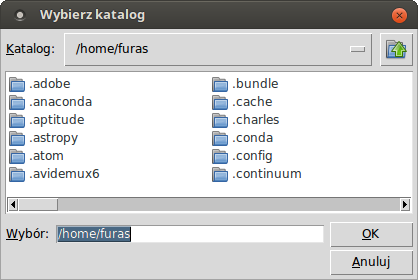 Wybierz katalog
Katalog: /home/furas
.adobe .bundle
.anaconda .cache
.aptitude .charles
.astropy .conda
.atom .config
.avidemux6 .continuum
Wybór: /home/furas OK
Anuluj